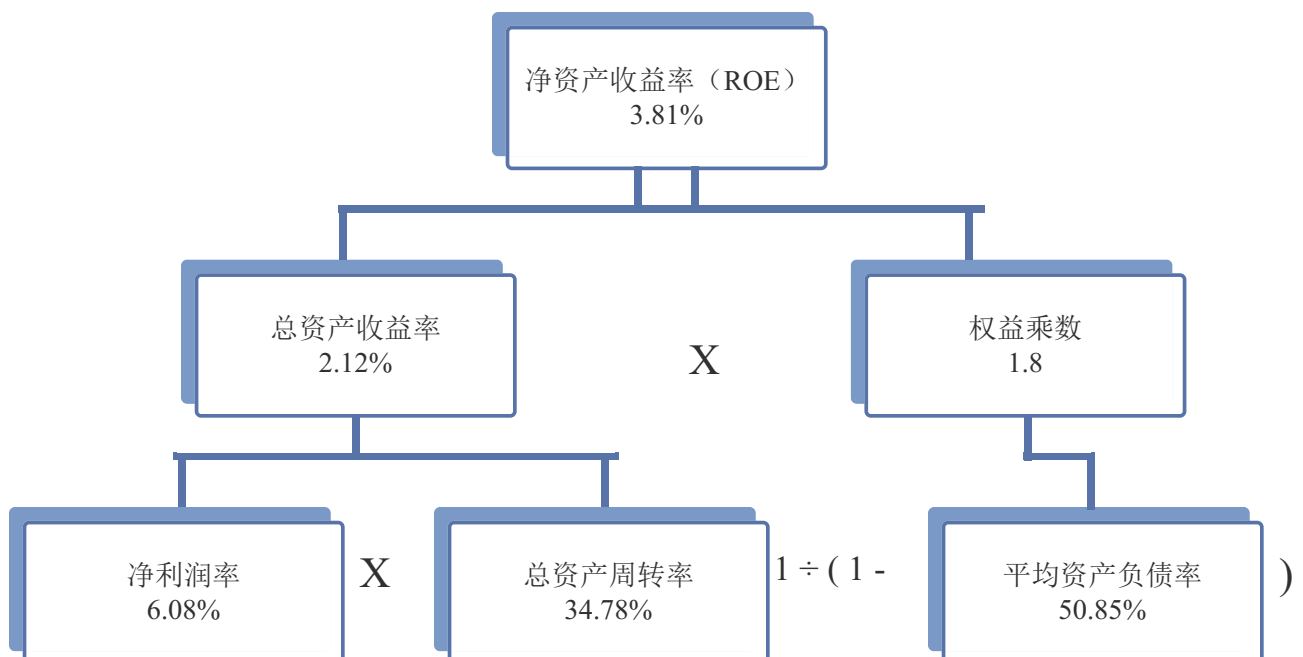 净资产收益率（ROE）
3.81%
总资产收益率
2.12%
X
权益乘数
1.8
净利润率
6.08%
X
总资产周转率
34.78%
1 ÷ ( 1 -
平均资产负债率
50.85%
)